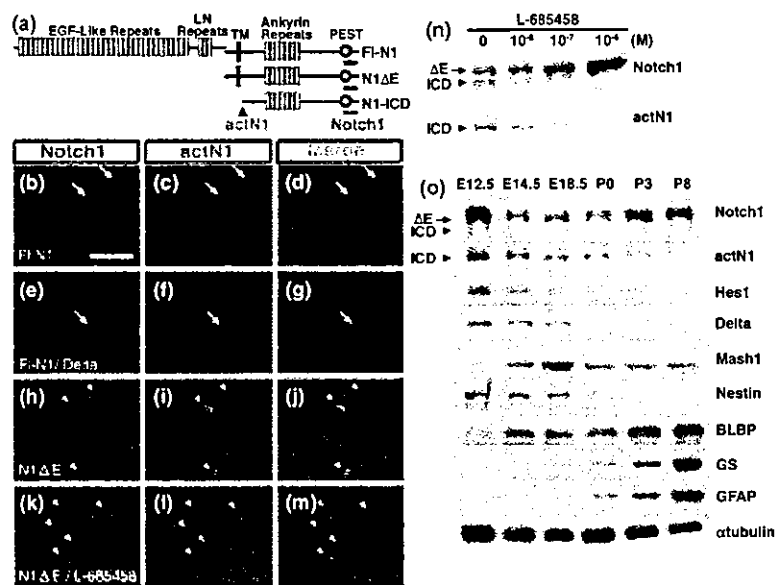 (a)
EGF-Like Repeats
LN Repeats
TM
Ankyrin Repeats
PEST
Fl-N1
N1ΔE
N1-ICD
actN1
Notch1
Notch1 actN1 Merge
(b) (c) (d)
Fl-N1
(e) (f) (g)
Fl-N1/ Delta
(h) (i) (j)
N1ΔE
(k) (l) (m)
N1ΔE / L-685458
(n)
L-685458
0 10⁻⁸ 10⁻⁷ 10⁻⁶ (M)
ΔE Notch1
ICD
ICD actN1
(o)
E12.5 E14.5 E18.5 P0 P3 P8
ΔE Notch1
ICD
ICD actN1
Hes1
Delta
Mash1
Nestin
BLBP
GS
GFAP
αtubulin